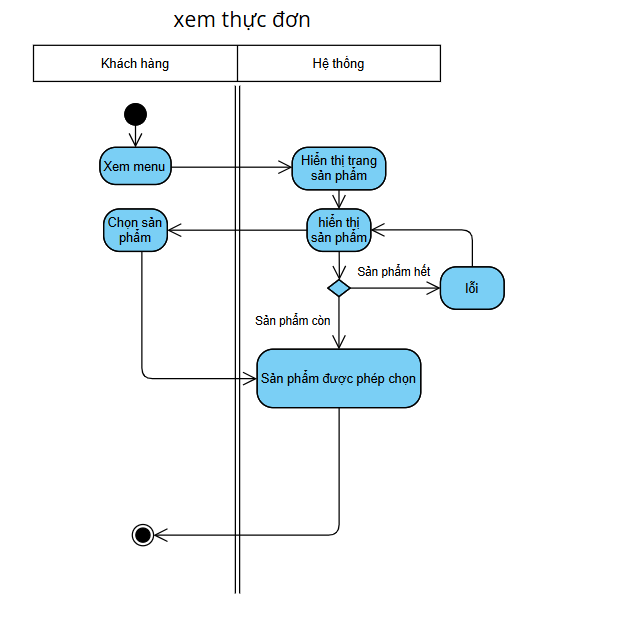 xem thực đơn
Khách hàng
Hệ thống
Xem menu
Hiển thị trang
sản phẩm
Chọn sản
phẩm
hiển thị
sản phẩm
Sản phẩm hết
lỗi
Sản phẩm còn
Sản phẩm được phép chọn